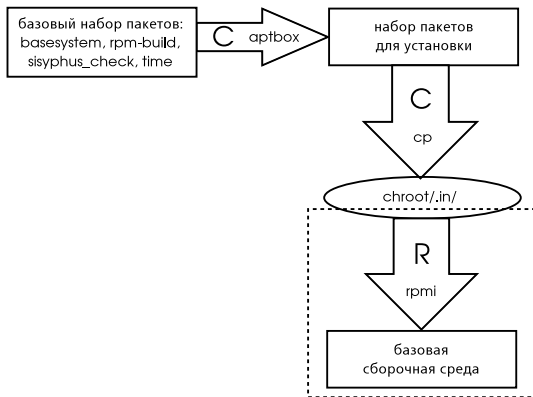 базовый набор пакетов:
basesystem, rpm-build,
sisyphus_check, time
C aptbox
набор пакетов
для установки
C
cp
chroot/.in/
R
rpmi
базовая
сборочная среда